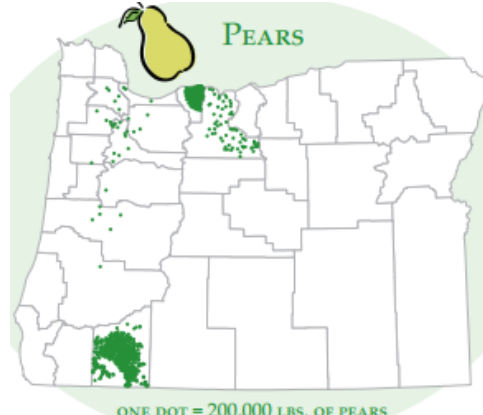 PEARS
ONE DOT = 200,000 LBS. OF PEARS